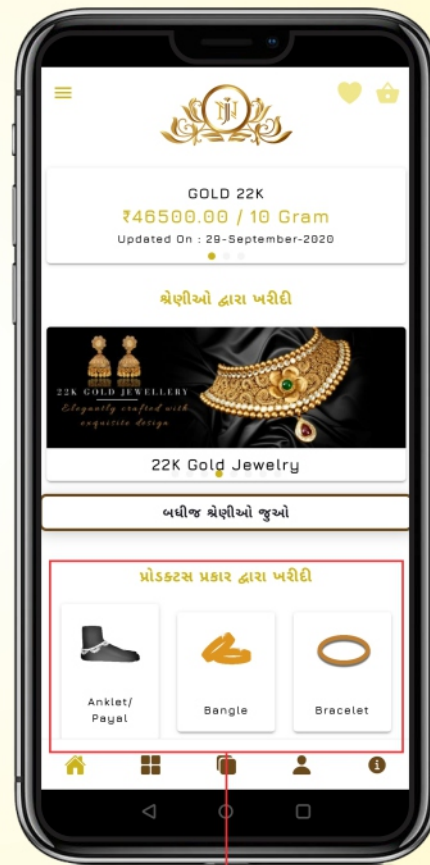 GOLD 22K
₹46500.00 / 10 Gram
Updated On : 29-September-2020
શ્રેણીઓ દ્વારા ખરીદી
22K GOLD JEWELLERY
Elegantly crafted with
exquisite design
22K Gold Jewelry
બધીજ શ્રેણીઓ જુઓ
પ્રોડક્ટસ પ્રકાર દ્વારા ખરીદી
Anklet/
Payal
Bangle
Bracelet